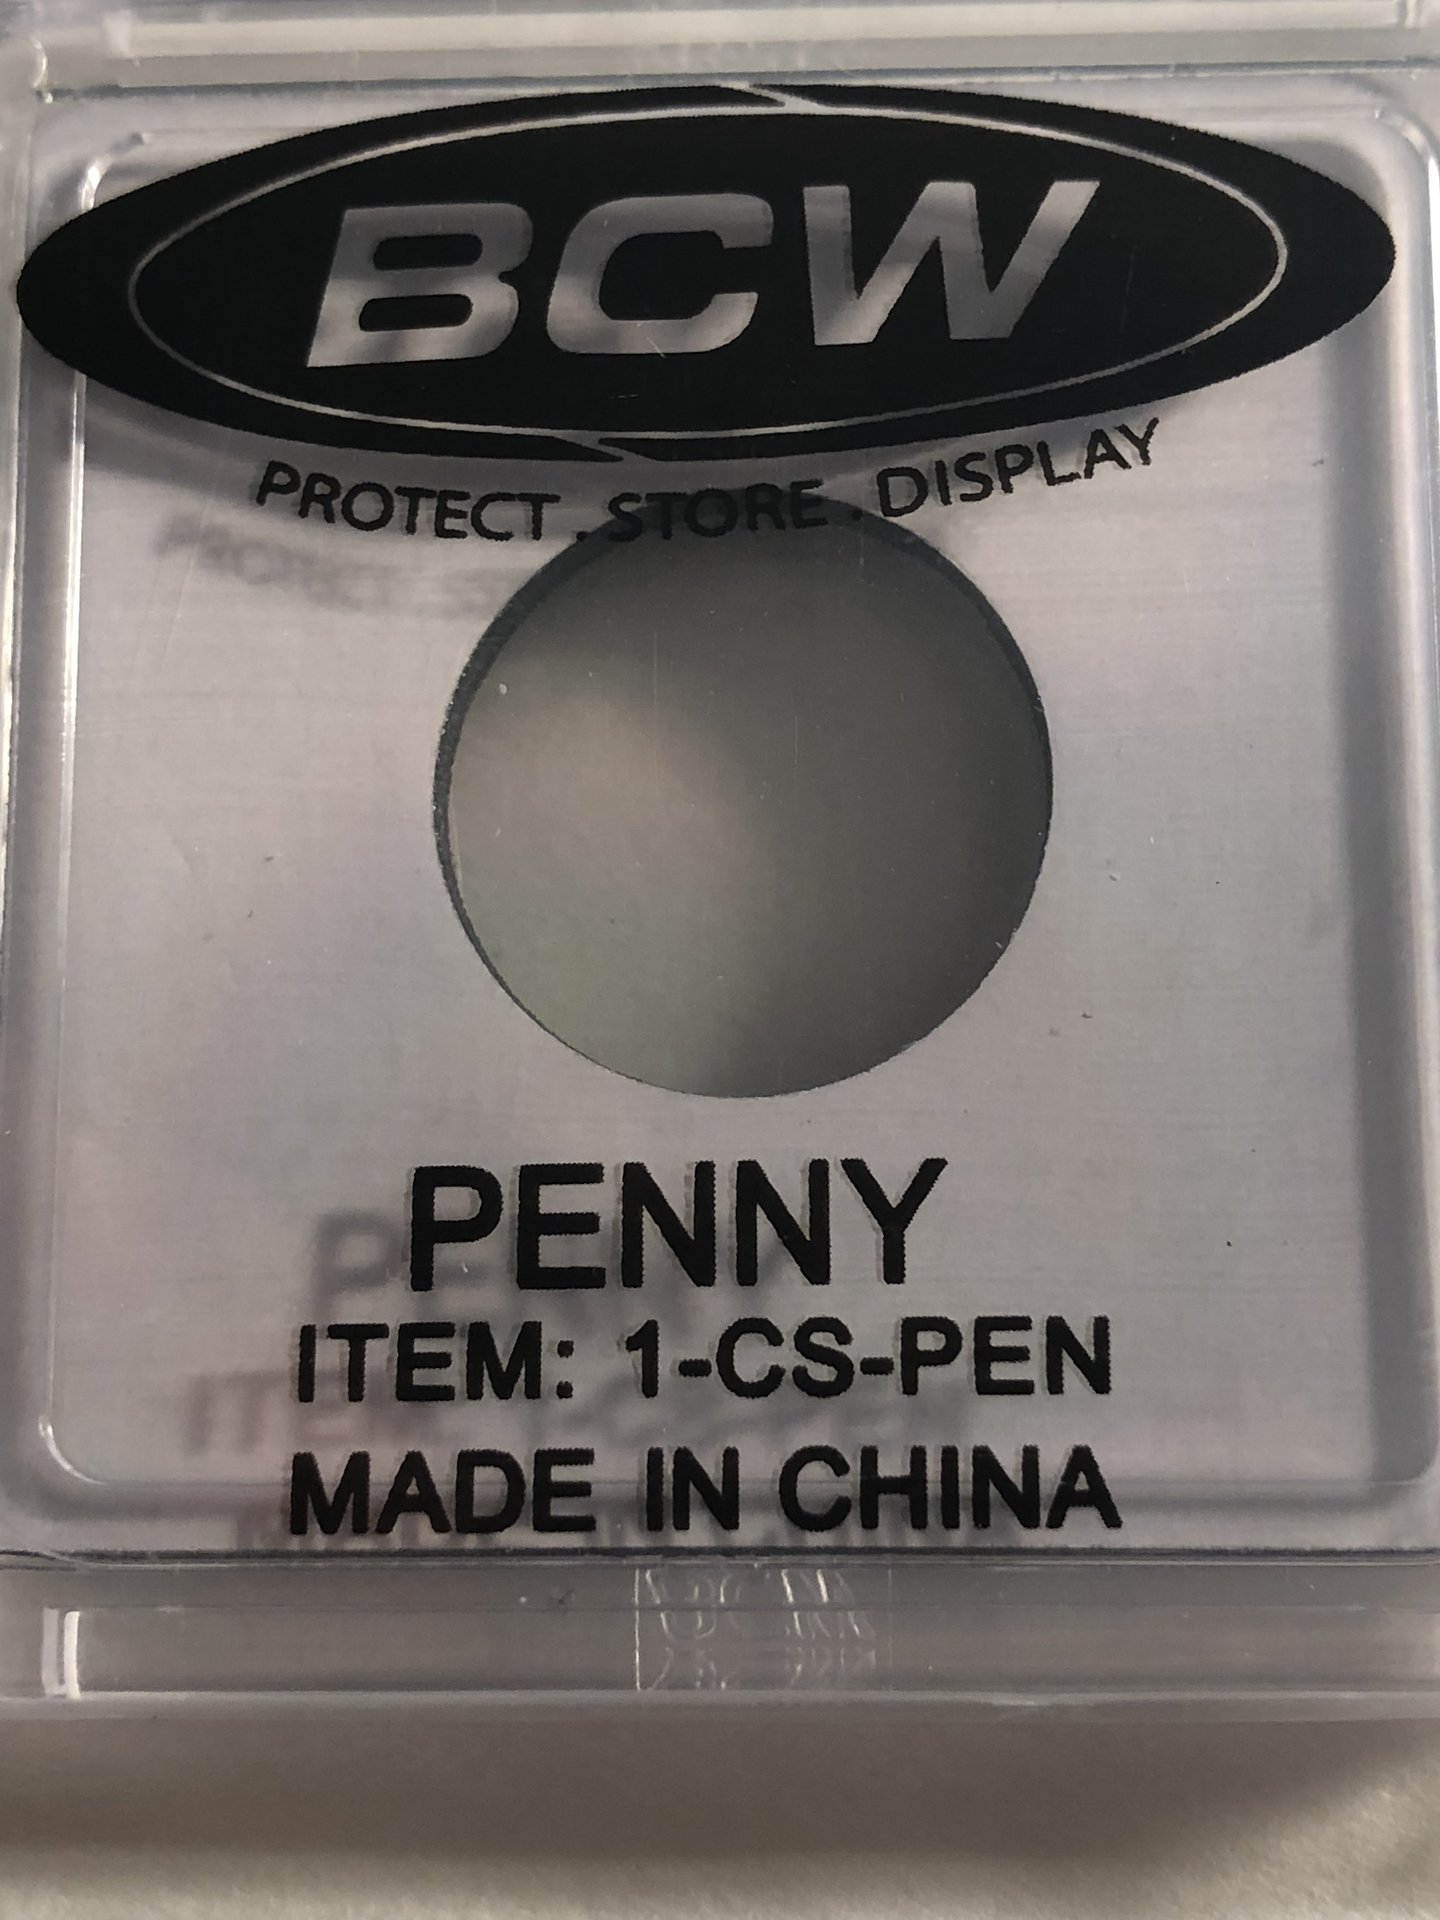 BCW
PROTECT . STORE . DISPLAY
PENNY
ITEM: 1-CS-PEN
MADE IN CHINA